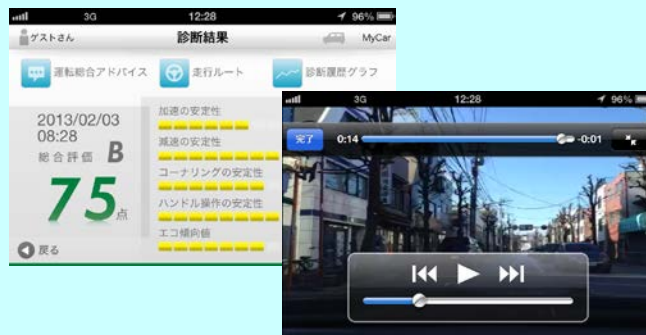 3G 12:28 96%
ゲストさん 診断結果 MyCar
運転総合アドバイス 走行ルート 診断履歴グラフ
2013/02/03
08:28
総合評価 B
75点
加速の安定性
減速の安定性
コーナリングの安定性
ハンドル操作の安定性
エコ傾向値
戻る
3G 12:28 96%
完了 0:14 -0:01